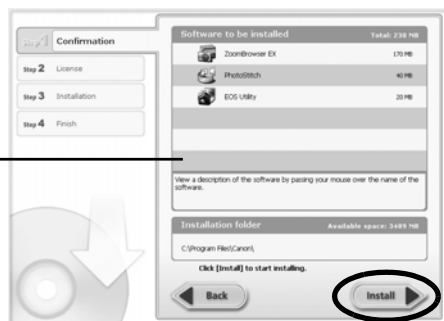 Step 1 Confirmation
Step 2 License
Step 3 Installation
Step 4 Finish
Software to be installed Total: 230 MB
ZoomBrowser EX 170 MB
PhotoStitch 40 MB
EOS Utility 20 MB
View a description of the software by passing your mouse over the name of the
software.
Installation folder Available space: 3489 MB
C:\Program Files\Canon\,
Click [Install] to start installing.
Back Install